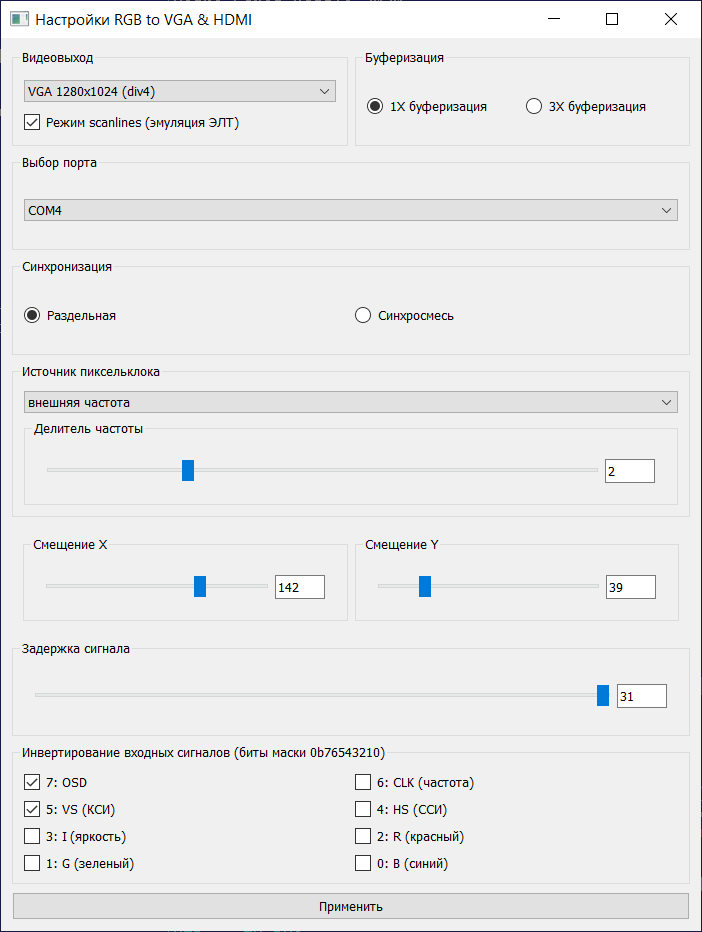 Настройки RGB to VGA & HDMI
Видеовыход
VGA 1280x1024 (div4)
Режим scanlines (эмуляция ЭЛТ)
Буферизация
1X буферизация
3X буферизация
Выбор порта
COM4
Синхронизация
Раздельная
Синхросмесь
Источник пиксельклока
внешняя частота
Делитель частоты
2
Смещение X
142
Смещение Y
39
Задержка сигнала
31
Инвертирование входных сигналов (биты маски 0b76543210)
7: OSD
6: CLK (частота)
5: VS (КСИ)
4: HS (ССИ)
3: I (яркость)
2: R (красный)
1: G (зеленый)
0: B (синий)
Применить